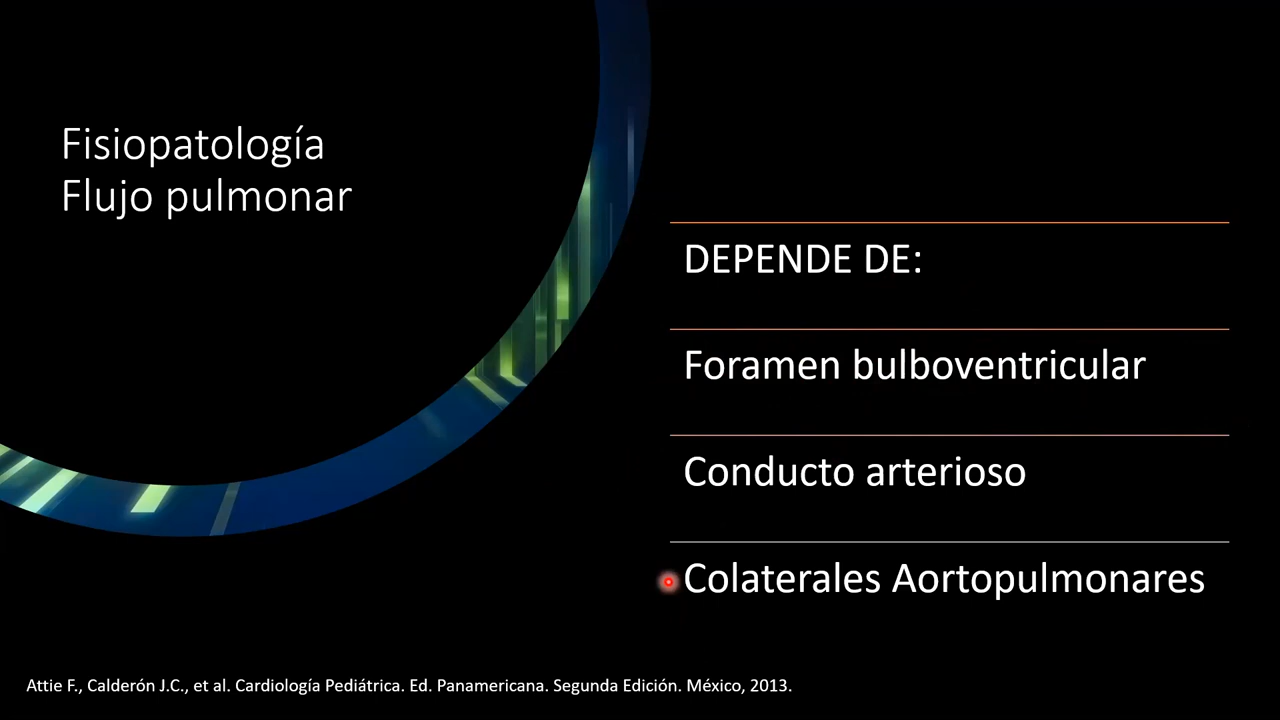 Fisiopatología
Flujo pulmonar
DEPENDE DE:
Foramen bulboventricular
Conducto arterioso
Colaterales Aortopulmonares
Attie F., Calderón J.C., et al. Cardiología Pediátrica. Ed. Panamericana. Segunda Edición. México, 2013.